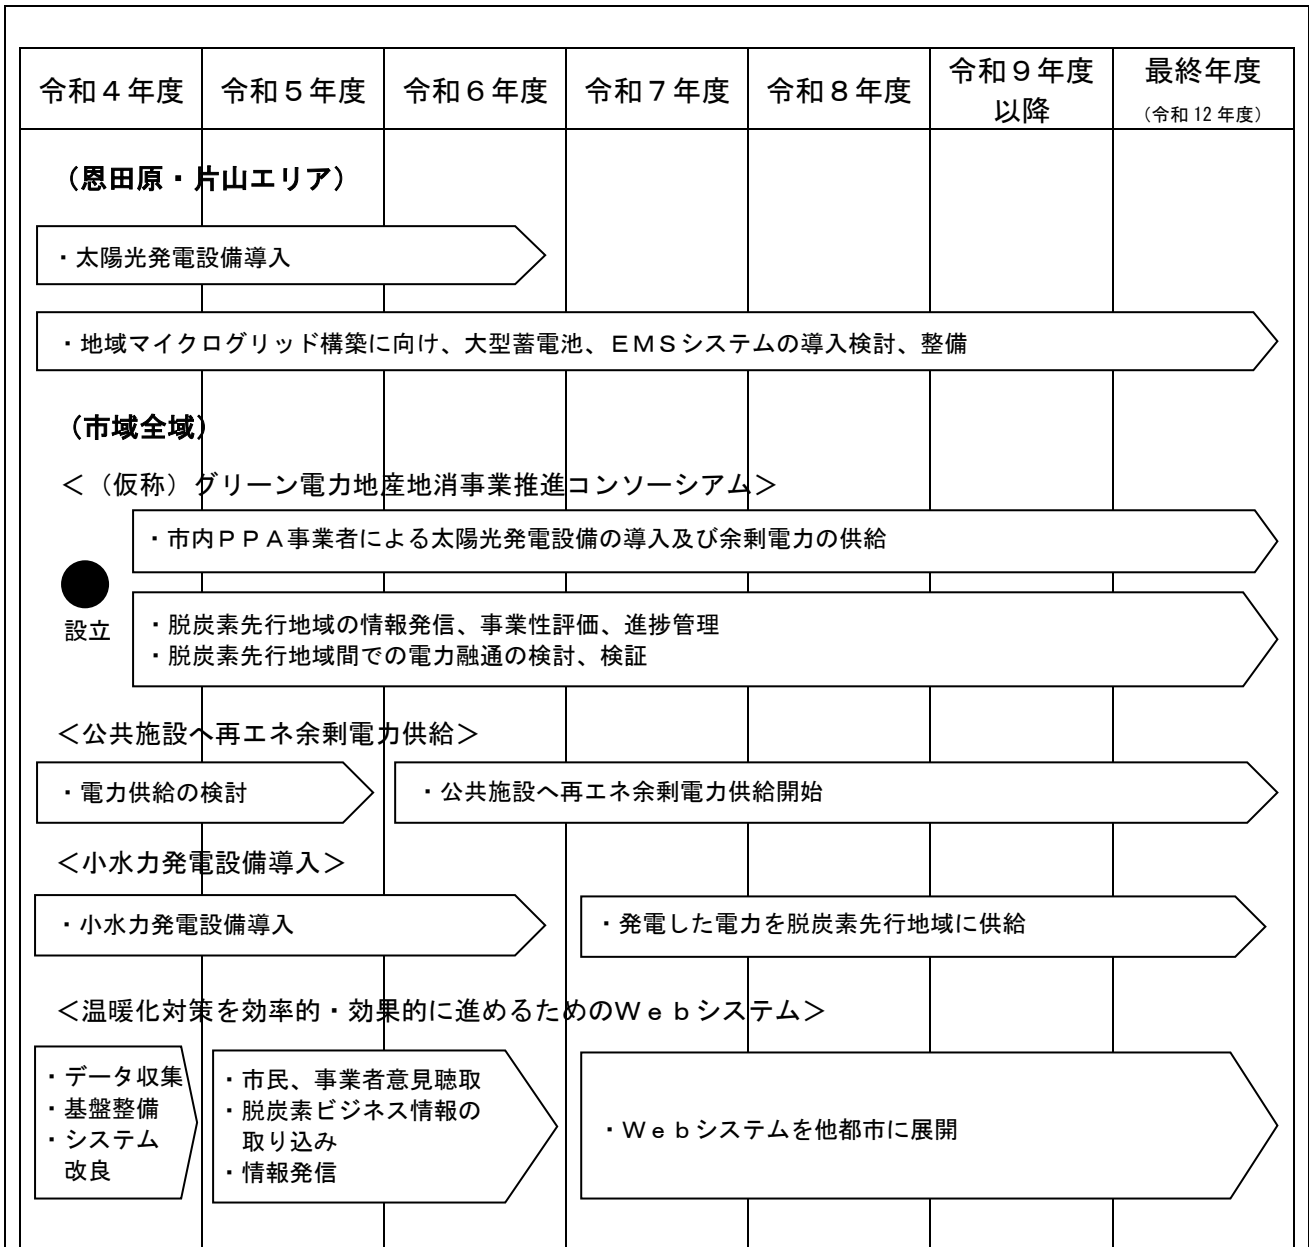 令和４年度
令和５年度
令和６年度
令和７年度
令和８年度
令和９年度
以降
最終年度
（令和12年度）
（恩田原・片山エリア）
・太陽光発電設備導入
・地域マイクログリッド構築に向け、大型蓄電池、ＥＭＳシステムの導入検討、整備
（市域全域）
＜（仮称）グリーン電力地産地消事業推進コンソーシアム＞
・市内ＰＰＡ事業者による太陽光発電設備の導入及び余剰電力の供給
設立
・脱炭素先行地域の情報発信、事業性評価、進捗管理
・脱炭素先行地域間での電力融通の検討、検証
＜公共施設へ再エネ余剰電力供給＞
・電力供給の検討
・公共施設へ再エネ余剰電力供給開始
＜小水力発電設備導入＞
・小水力発電設備導入
・発電した電力を脱炭素先行地域に供給
＜温暖化対策を効率的・効果的に進めるためのＷｅｂシステム＞
・データ収集
・基盤整備
・システム
改良
・市民、事業者意見聴取
・脱炭素ビジネス情報の
取り込み
・情報発信
・Ｗｅｂシステムを他都市に展開